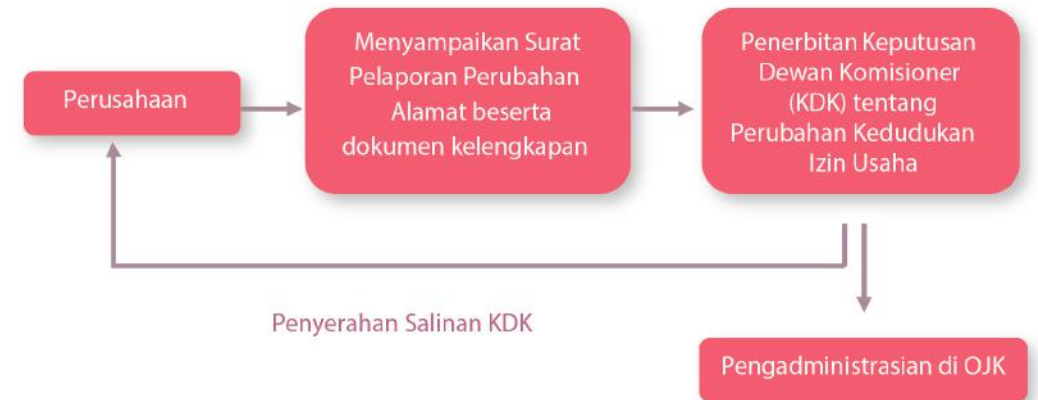 Perusahaan
Menyampaikan Surat
Pelaporan Perubahan
Alamat beserta
dokumen kelengkapan
Penerbitan Keputusan
Dewan Komisioner
(KDK) tentang
Perubahan Kedudukan
Izin Usaha
Penyerahan Salinan KDK
Pengadministrasian di OJK